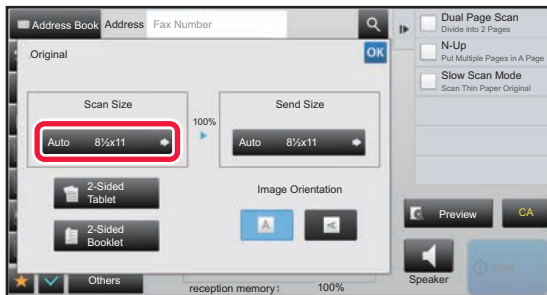 Address Book Address Fax Number
Original
OK
Scan Size
100%
Send Size
Auto 8½x11
Auto 8½x11
2-Sided
Tablet
2-Sided
Booklet
Image Orientation
A
A
Others
reception memory: 100%
Dual Page Scan
Divide into 2 Pages
N-Up
Put Multiple Pages in A Page
Slow Scan Mode
Scan Thin Paper Original
Preview
CA
Speaker
Start